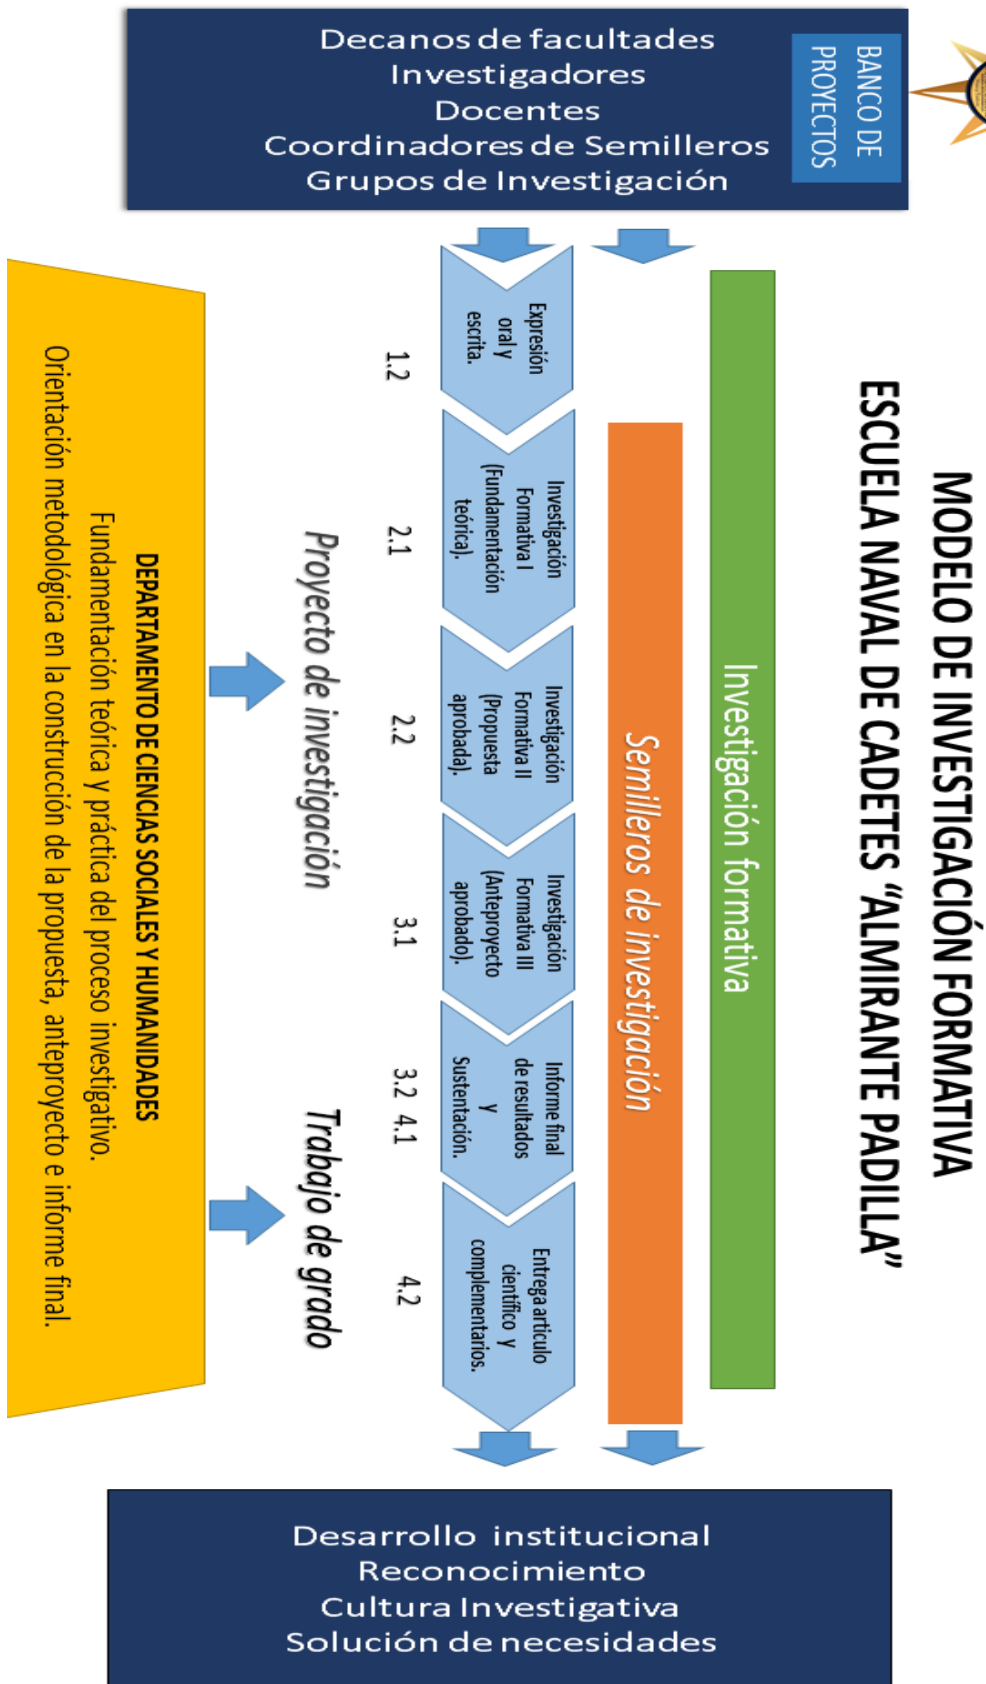 MODELO DE INVESTIGACIÓN FORMATIVA
ESCUELA NAVAL DE CADETES “ALMIRANTE PADILLA”
BANCO DE
PROYECTOS
Decanos de facultades
Investigadores
Docentes
Coordinadores de Semilleros
Grupos de Investigación
Investigación formativa
Semilleros de investigación
Expresión
oral y
escrita.
Investigación
Formativa I
(Fundamentación
teórica).
Investigación
Formativa II
(Propuesta
aprobada).
Investigación
Formativa III
(Anteproyecto
aprobado).
Informe final
de resultados
y
Sustentación.
Entrega articulo
científico y
complementarios.
1.2
2.1
2.2
3.1
3.2 4.1
4.2
Proyecto de investigación
Trabajo de grado
DEPARTAMENTO DE CIENCIAS SOCIALES Y HUMANIDADES
Fundamentación teórica y práctica del proceso investigativo.
Orientación metodológica en la construcción de la propuesta, anteproyecto e informe final.
Desarrollo institucional
Reconocimiento
Cultura Investigativa
Solución de necesidades